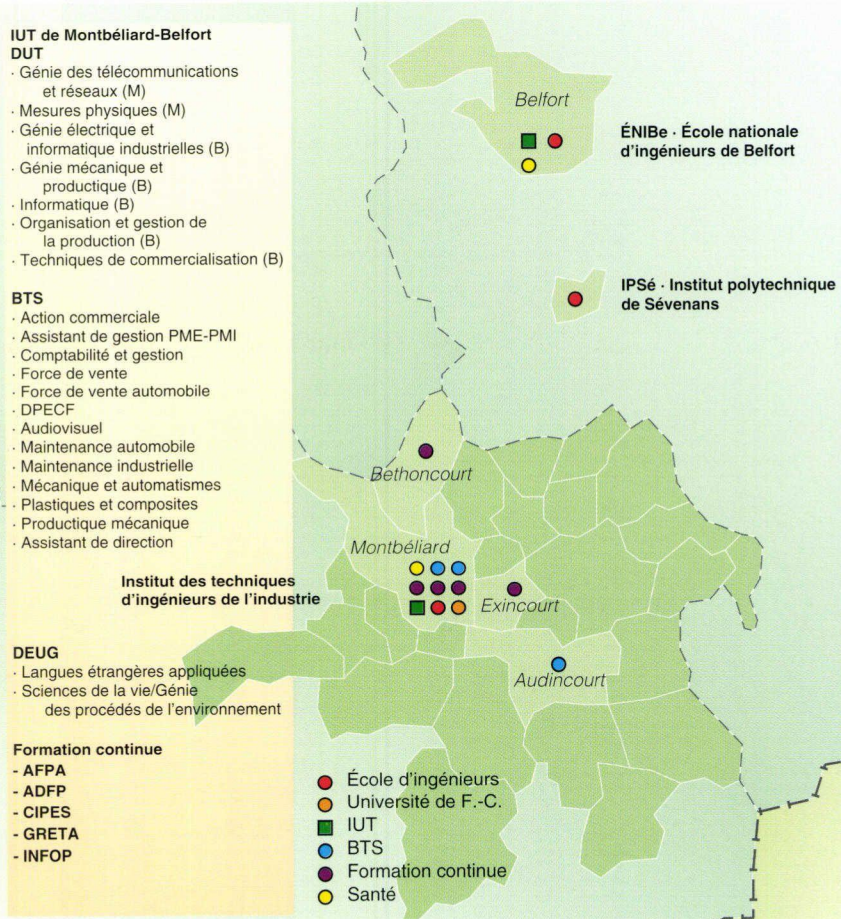 IUT de Montbéliard-Belfort
DUT
· Génie des télécommunications
et réseaux (M)
· Mesures physiques (M)
· Génie électrique et
informatique industrielles (B)
· Génie mécanique et
productique (B)
· Informatique (B)
· Organisation et gestion de
la production (B)
· Techniques de commercialisation (B)
BTS
· Action commerciale
· Assistant de gestion PME-PMI
· Comptabilité et gestion
· Force de vente
· Force de vente automobile
· DPECF
· Audiovisuel
· Maintenance automobile
· Maintenance industrielle
· Mécanique et automatismes
· Plastiques et composites
· Productique mécanique
· Assistant de direction
Institut des techniques
d'ingénieurs de l'industrie
DEUG
· Langues étrangères appliquées
· Sciences de la vie/Génie
des procédés de l'environnement
Formation continue
- AFPA
- ADFP
- CIPES
- GRETA
- INFOP
Belfort
ÉNIBe · École nationale
d'ingénieurs de Belfort
IPSé · Institut polytechnique
de Sévenans
Bethoncourt
Montbéliard
Exincourt
Audincourt
École d'ingénieurs
Université de F.-C.
IUT
BTS
Formation continue
Santé